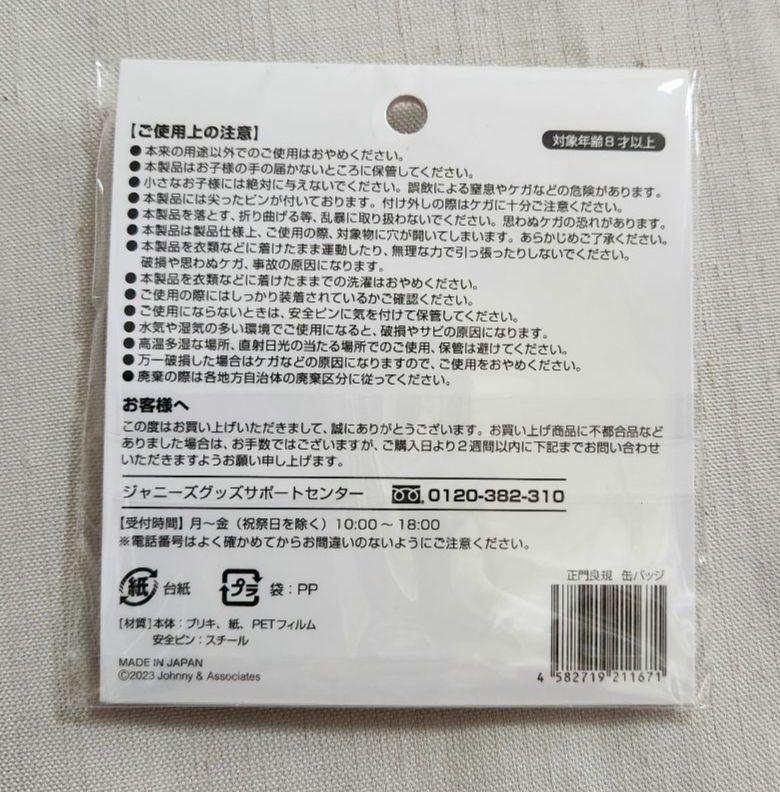 【ご使用上の注意】
対象年齢8才以上
●本来の用途以外でのご使用はおやめください。
●本製品はお子様の手の届かないところに保管してください。
●小さなお子様には絶対に与えないでください。誤飲による窒息やケガなどの危険があります。
●本製品には尖ったピンが付いております。付け外しの際はケガに十分ご注意ください。
●本製品を落とす、折り曲げる等、乱暴に取り扱わないでください。思わぬケガの恐れがあります。
●本製品は製品仕様上、ご使用の際、対象物に穴が開いてしまいます。あらかじめご了承ください。
●本製品を衣類などに着けたまま運動したり、無理な力で引っ張ったりしないでください。
破損や思わぬケガ、事故の原因になります。
●本製品を衣類などに着けたままでの洗濯はおやめください。
●ご使用の際にはしっかり装着されているかご確認ください。
●ご使用にならないときは、安全ピンに気を付けて保管してください。
●水気や湿気の多い環境でご使用になると、破損やサビの原因になります。
●高温多湿な場所、直射日光の当たる場所でのご使用、保管は避けてください。
●万一破損した場合はケガなどの原因になりますので、ご使用をおやめください。
●廃棄の際は各地方自治体の廃棄区分に従ってください。
お客様へ
この度はお買い上げいただきまして、誠にありがとうございます。お買い上げ商品に不都合品など
ありました場合は、お手数ではございますが、ご購入日より2週間以内に下記までお問い合わせ
いただきますようお願い申し上げます。
ジャニーズグッズサポートセンター 0120-382-310
【受付時間】月〜金（祝祭日を除く）10:00〜18:00
※電話番号はよく確かめてからお間違いのないようにご注意ください。
紙 台紙 プラ 袋：PP
正門良規 缶バッジ
[材質]本体：ブリキ、紙、PETフィルム
安全ピン：スチール
MADE IN JAPAN
©2023 Johnny & Associates
4 582719 211671